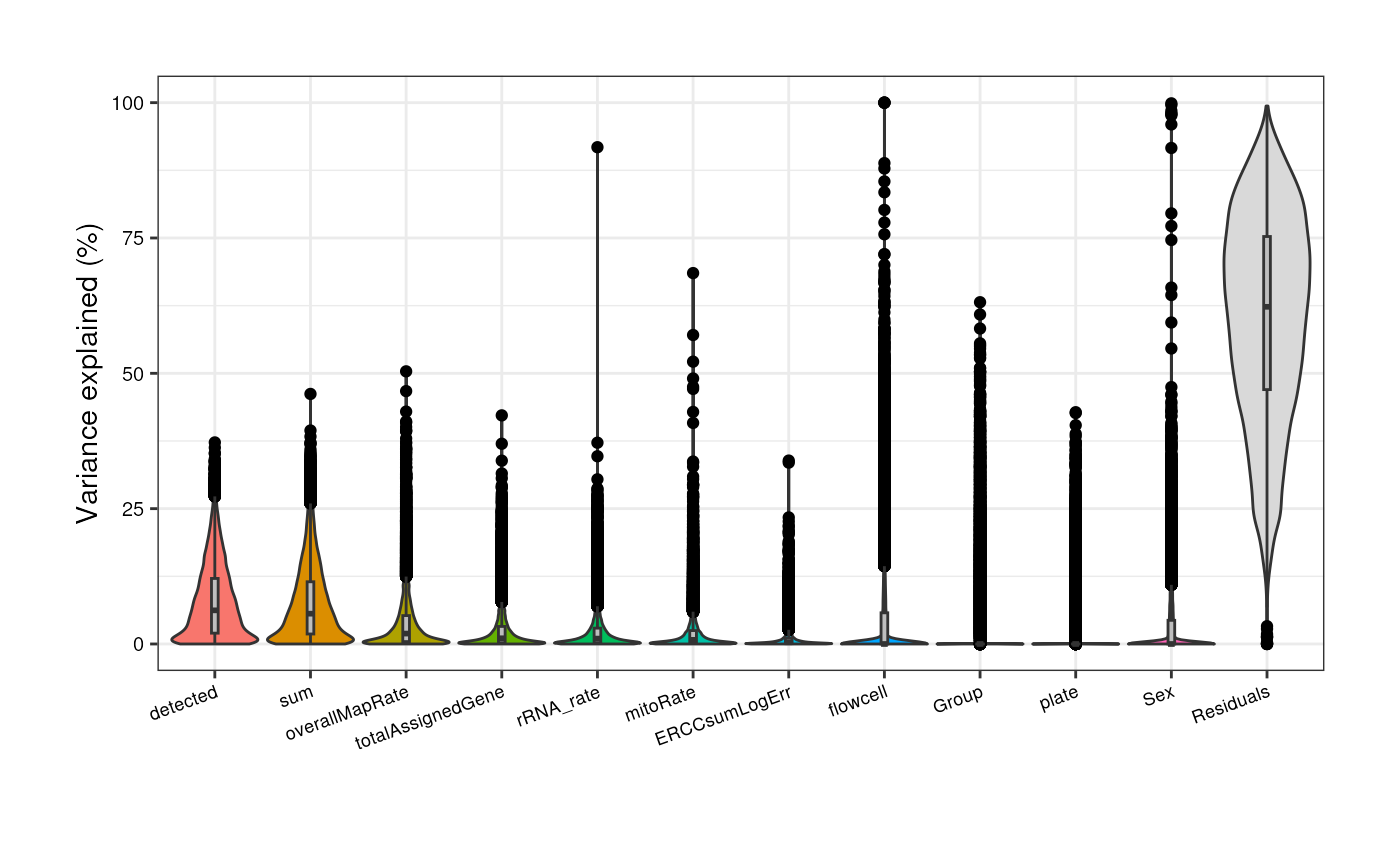 Variance explained (%)
100
75
50
25
0
detected
sum
overallMapRate
totalAssignedGene
rRNA_rate
mitoRate
ERCCsumLogErr
flowcell
Group
plate
Sex
Residuals